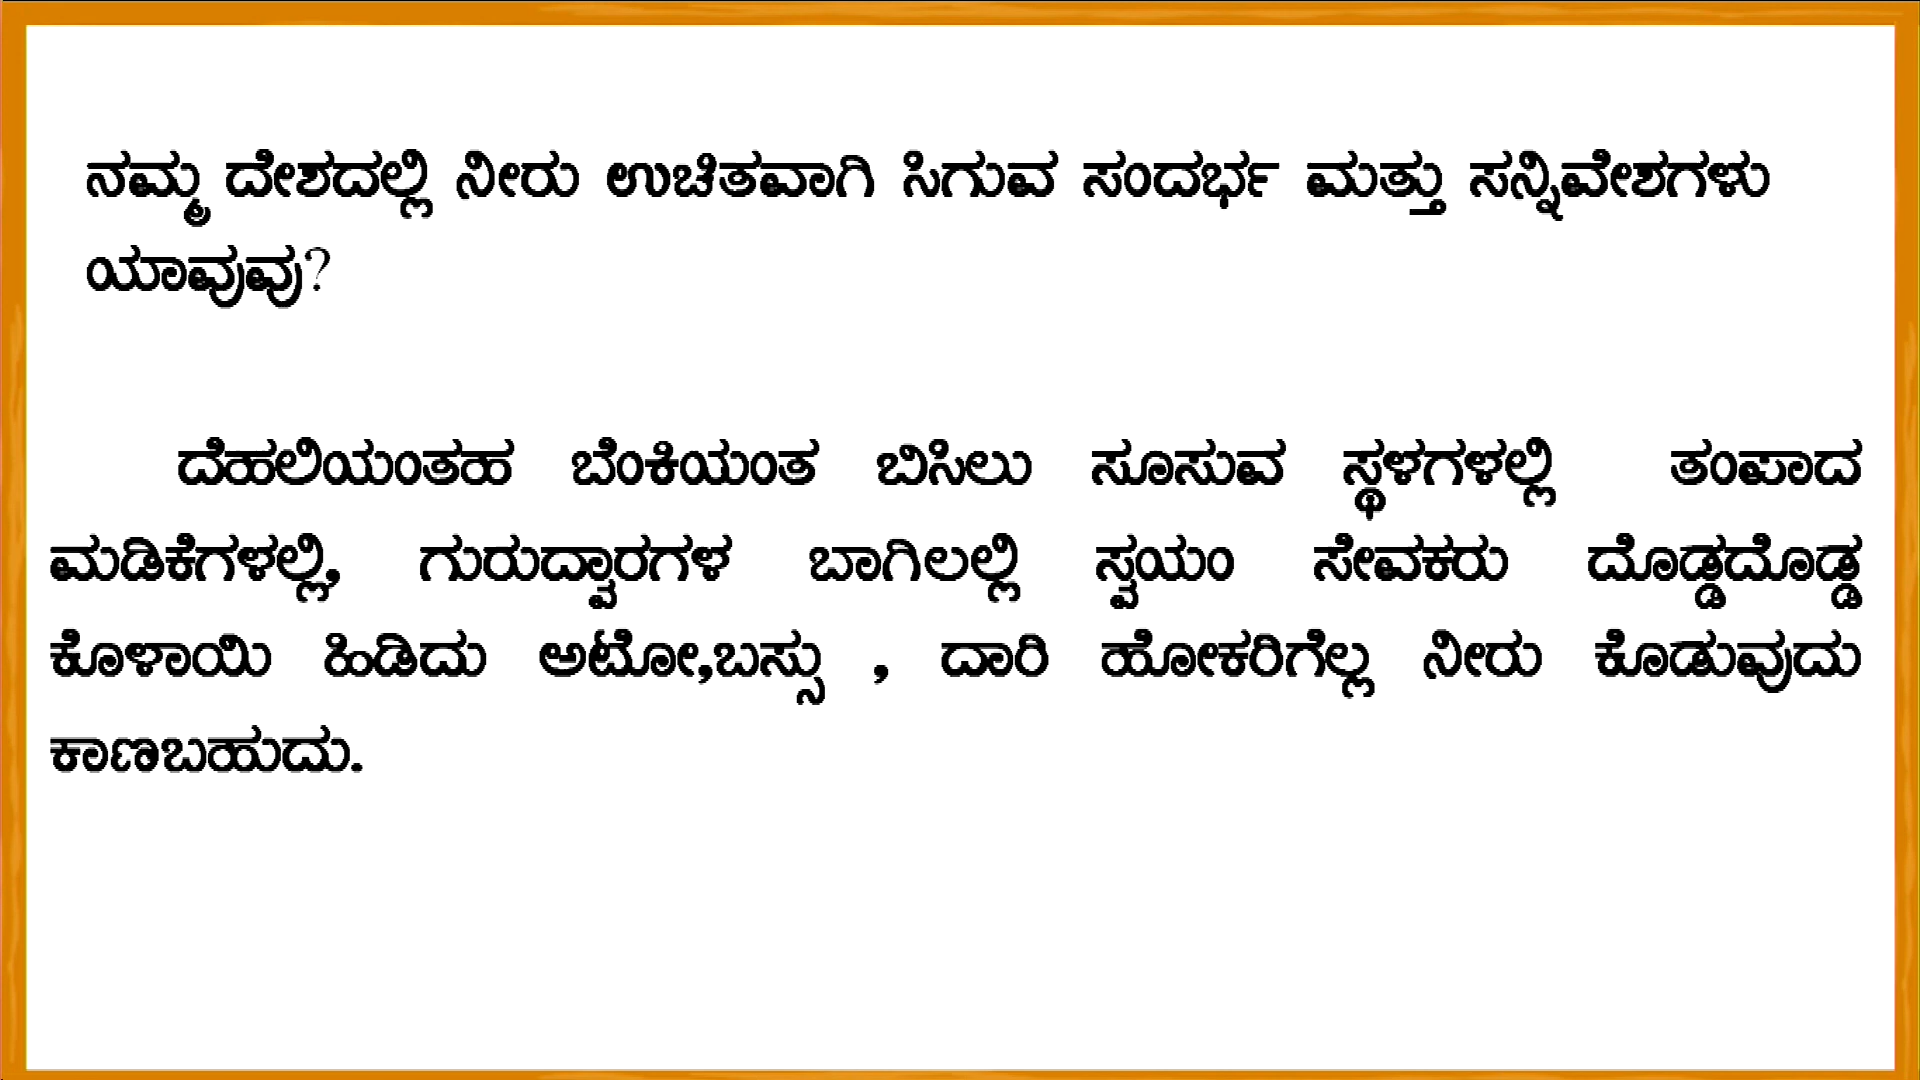 ನಮ್ಮ ದೇಶದಲ್ಲಿ ನೀರು ಉಚಿತವಾಗಿ ಸಿಗುವ ಸಂದರ್ಭ ಮತ್ತು ಸನ್ನಿವೇಶಗಳು
ಯಾವುವು?
ದೆಹಲಿಯಂತಹ ಬೆಂಕಿಯಂತ ಬಿಸಿಲು ಸೂಸುವ ಸ್ಥಳಗಳಲ್ಲಿ ತಂಪಾದ
ಮಡಿಕೆಗಳಲ್ಲಿ, ಗುರುದ್ವಾರಗಳ ಬಾಗಿಲಲ್ಲಿ ಸ್ವಯಂ ಸೇವಕರು ದೊಡ್ಡದೊಡ್ಡ
ಕೊಳಾಯಿ ಹಿಡಿದು ಅಟೋ,ಬಸ್ಸು , ದಾರಿ ಹೋಕರಿಗೆಲ್ಲ ನೀರು ಕೊಡುವುದು
ಕಾಣಬಹುದು.